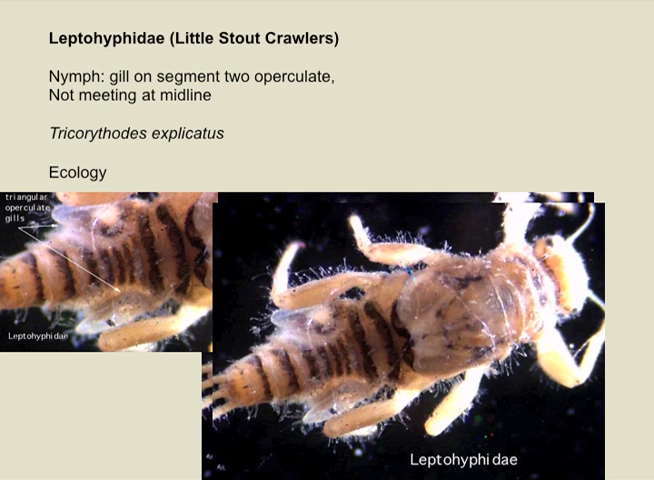 Leptohyphidae (Little Stout Crawlers)
Nymph: gill on segment two operculate,
Not meeting at midline
Tricorythodes explicatus
Ecology
triangular
operculate
gills
Leptohyphidae
Leptohyphidae